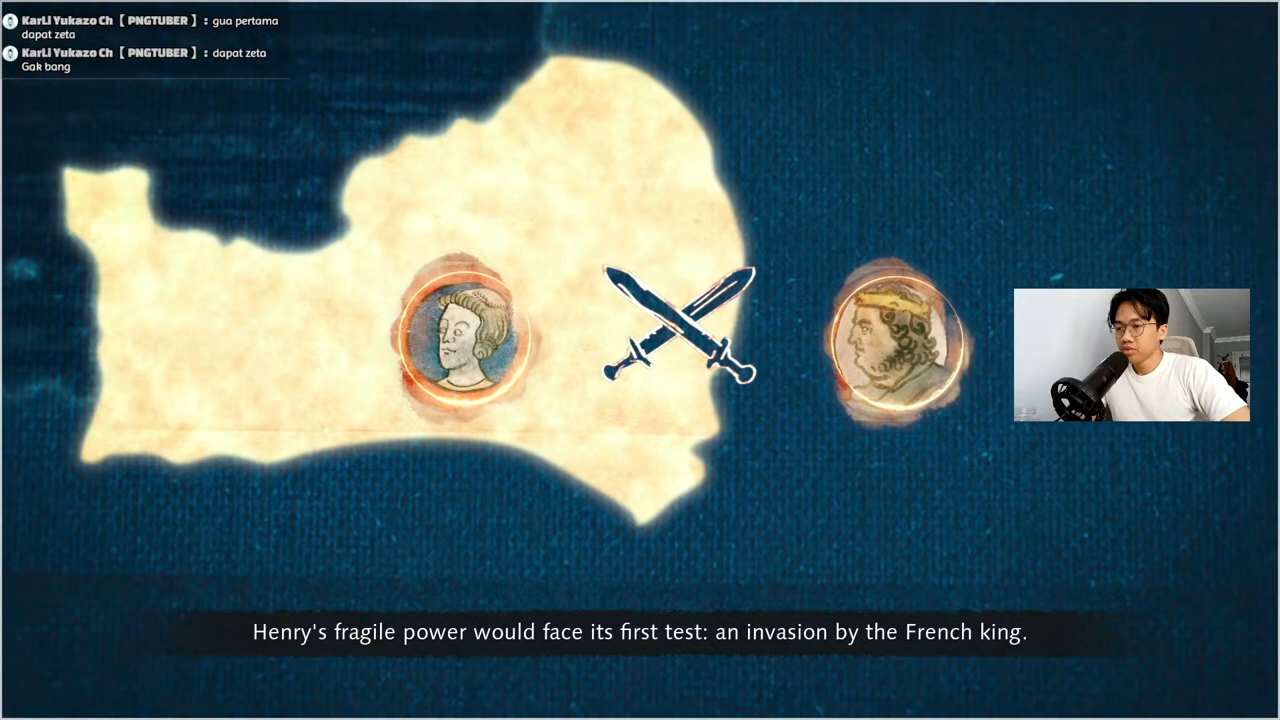 KarLi Yukazo Ch【 PNGTUBER 】 : gua pertama
dapat zeta
KarLi Yukazo Ch【 PNGTUBER 】 : dapat zeta
Gak bang
Henry's fragile power would face its first test: an invasion by the French king.